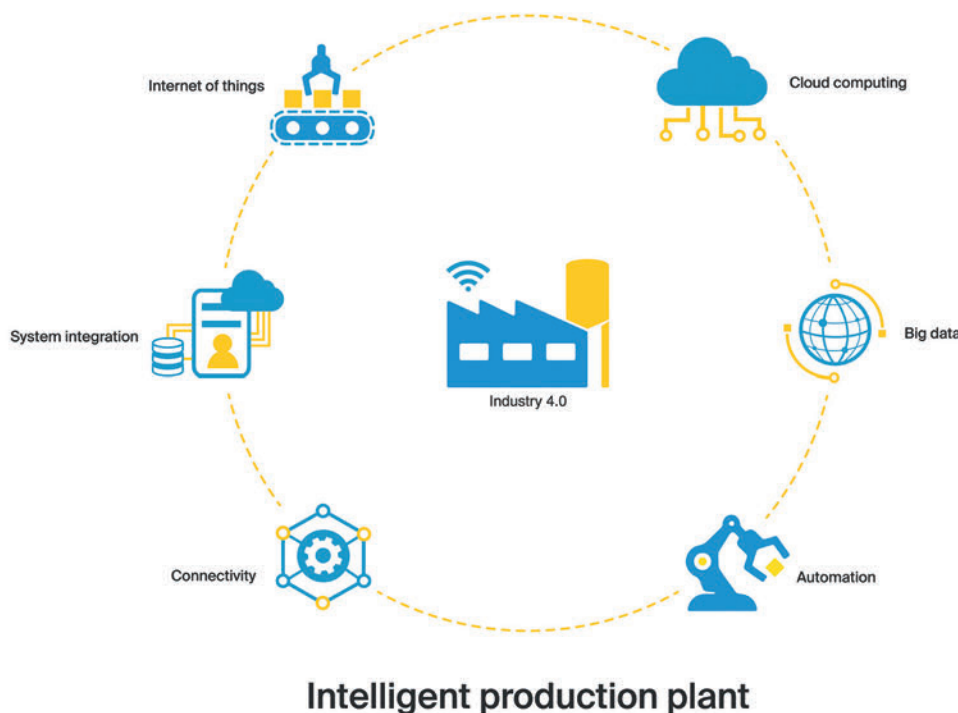 Internet of things
Cloud computing
System integration
Big data
Industry 4.0
Connectivity
Automation
Intelligent production plant